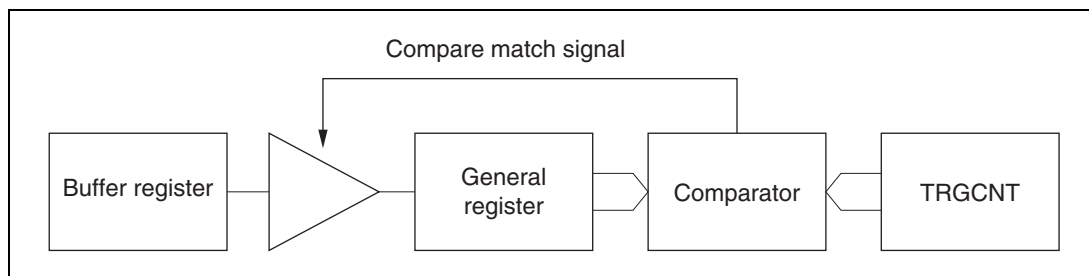 Compare match signal
Buffer register
General
register
Comparator
TRGCNT